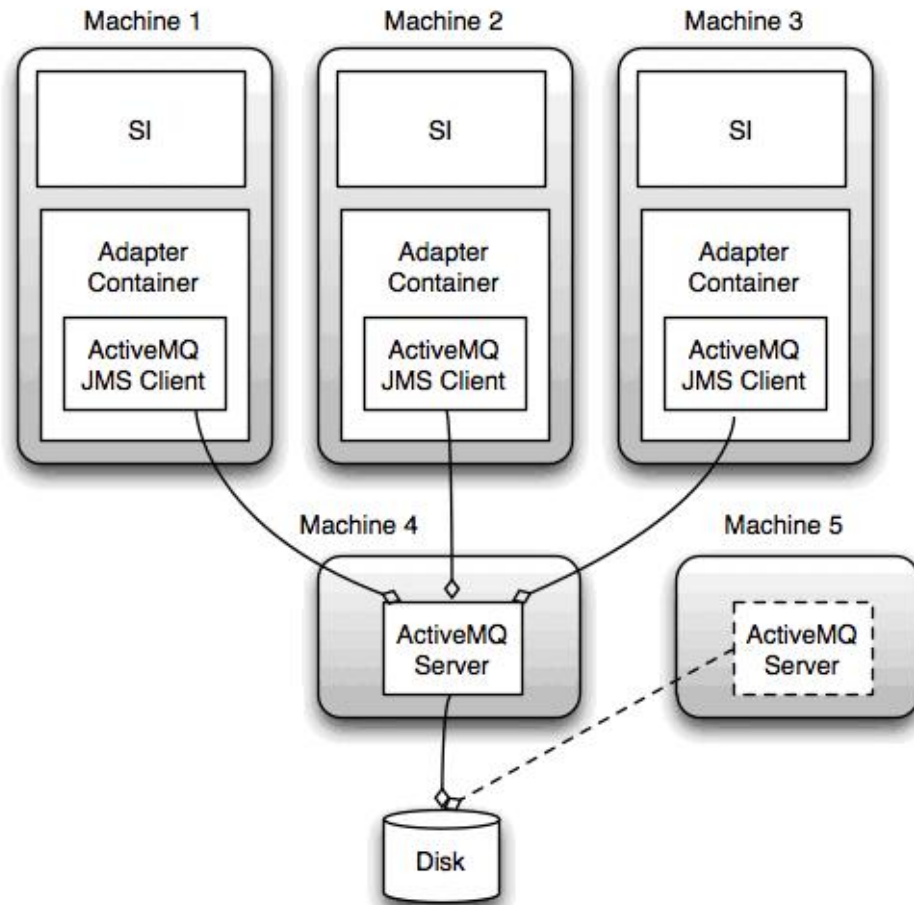 Machine 1
Machine 2
Machine 3
SI
SI
SI
Adapter
Container
Adapter
Container
Adapter
Container
ActiveMQ
JMS Client
ActiveMQ
JMS Client
ActiveMQ
JMS Client
Machine 4
Machine 5
ActiveMQ
Server
ActiveMQ
Server
Disk